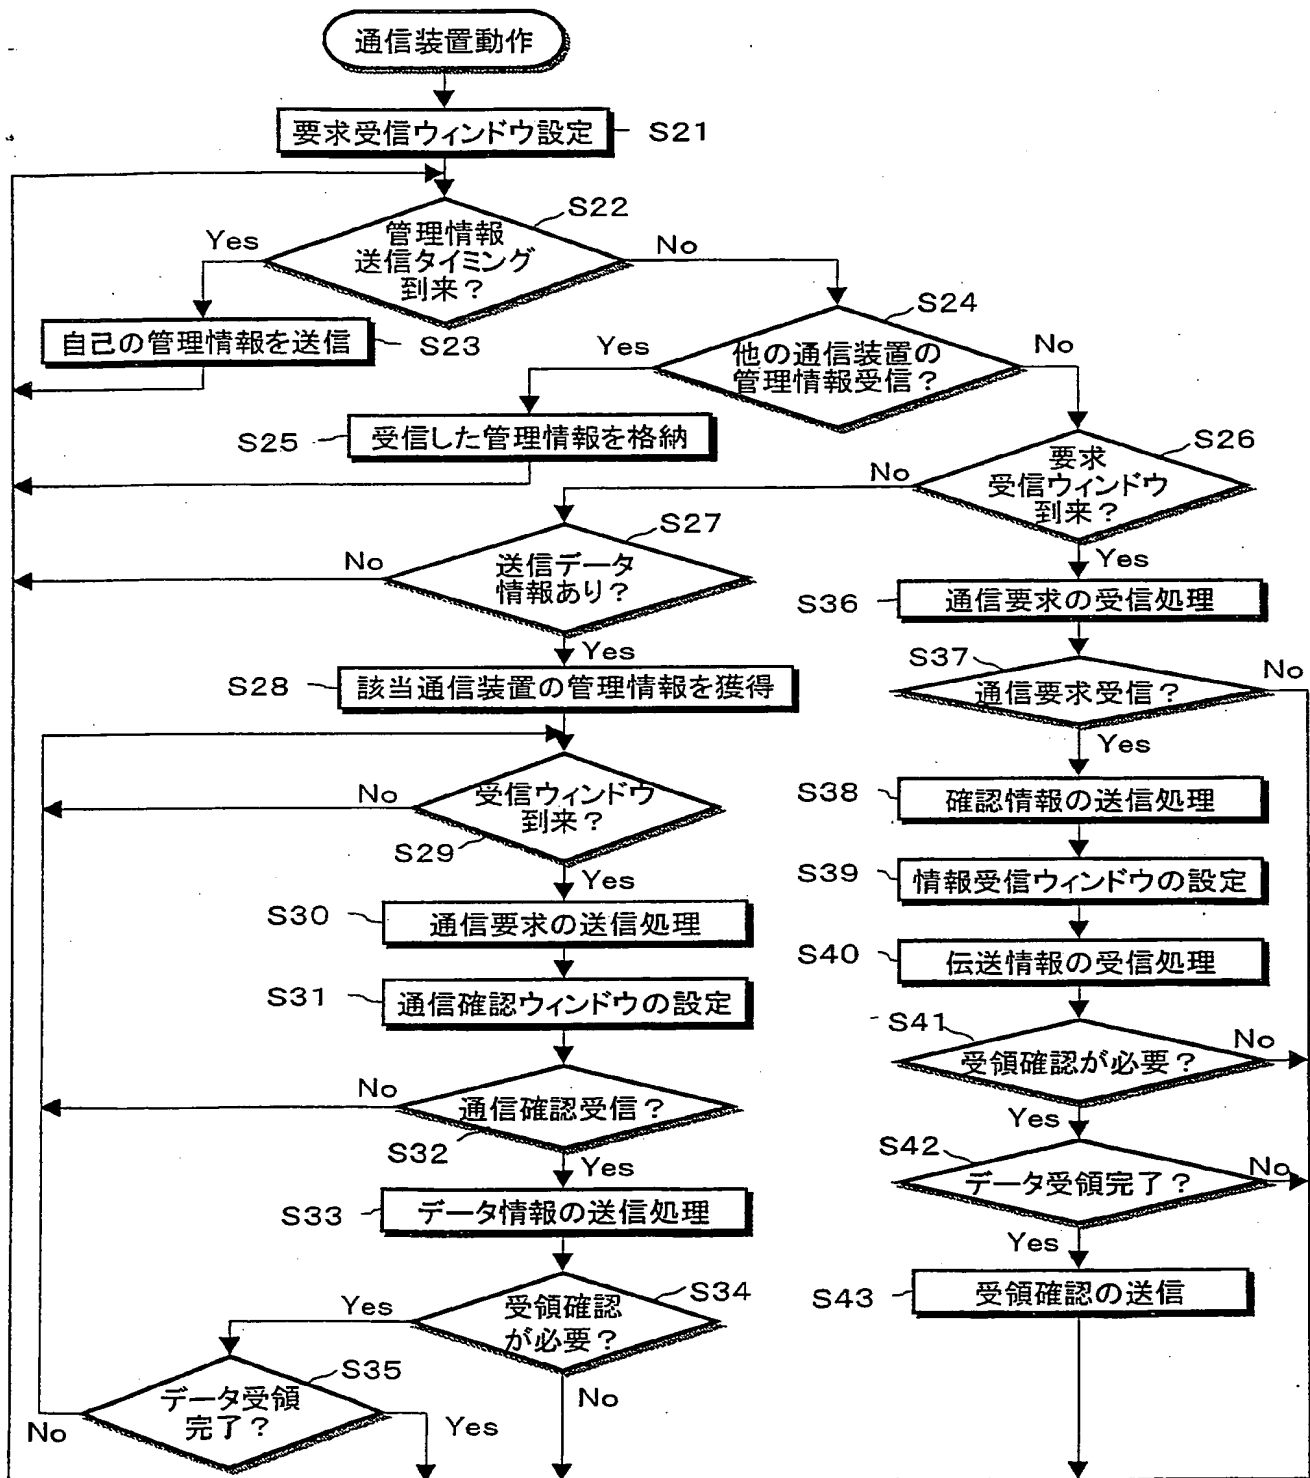 通信装置動作
要求受信ウィンドウ設定
S21
S22
Yes
管理情報
送信タイミング
到来?
No
S24
自己の管理情報を送信
S23
Yes
他の通信装置の
管理情報受信?
No
S25
受信した管理情報を格納
S26
No
要求
受信ウィンドウ
到来?
S27
No
送信データ
情報あり?
Yes
S36
通信要求の受信処理
Yes
S28
該当通信装置の管理情報を獲得
S37
通信要求受信?
No
Yes
No
受信ウィンドウ
到来?
S29
S38
確認情報の送信処理
Yes
S39
情報受信ウィンドウの設定
S30
通信要求の送信処理
S40
伝送情報の受信処理
S31
通信確認ウィンドウの設定
S41
受領確認が必要?
No
No
通信確認受信?
S32
Yes
Yes
S42
データ受領完了?
No
S33
データ情報の送信処理
Yes
S34
Yes
受領確認
が必要?
S43
受領確認の送信
S35
データ受領
完了?
No
Yes
No